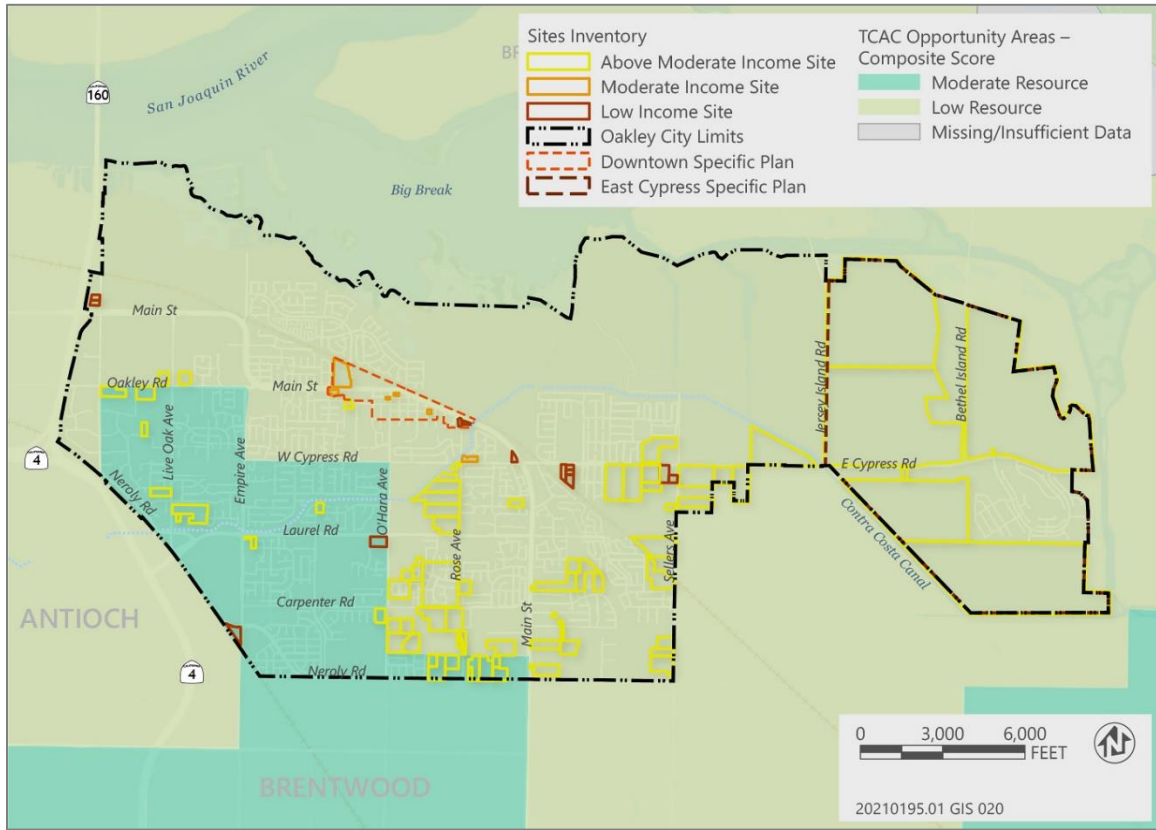 Sites Inventory
Above Moderate Income Site
Moderate Income Site
Low Income Site
Oakley City Limits
Downtown Specific Plan
East Cypress Specific Plan
TCAC Opportunity Areas –
Composite Score
Moderate Resource
Low Resource
Missing/Insufficient Data
160
San Joaquin River
Big Break
Main St
Oakley Rd
Main St
Live Oak Ave
Empire Ave
W Cypress Rd
O'Hara Ave
4
Neroly Rd
Laurel Rd
Rose Ave
Sellers Ave
Jersey Island Rd
Bethel Island Rd
E Cypress Rd
Contra Costa Canal
Carpenter Rd
Main St
ANTIOCH
4
Neroly Rd
BRENTWOOD
0 3,000 6,000
FEET
N
20210195.01 GIS 020